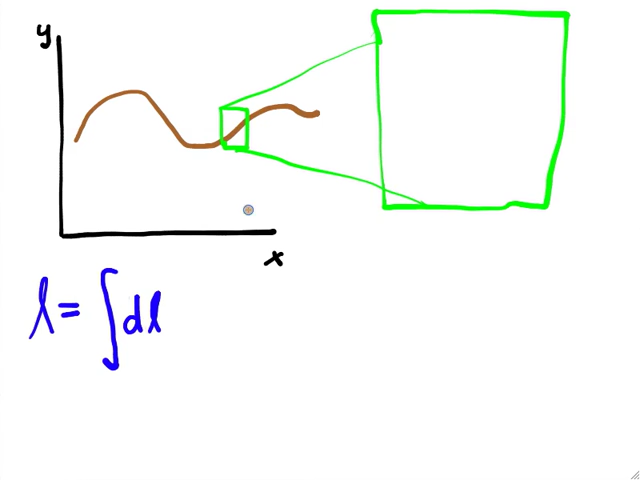 y
x
l = ∫ dl